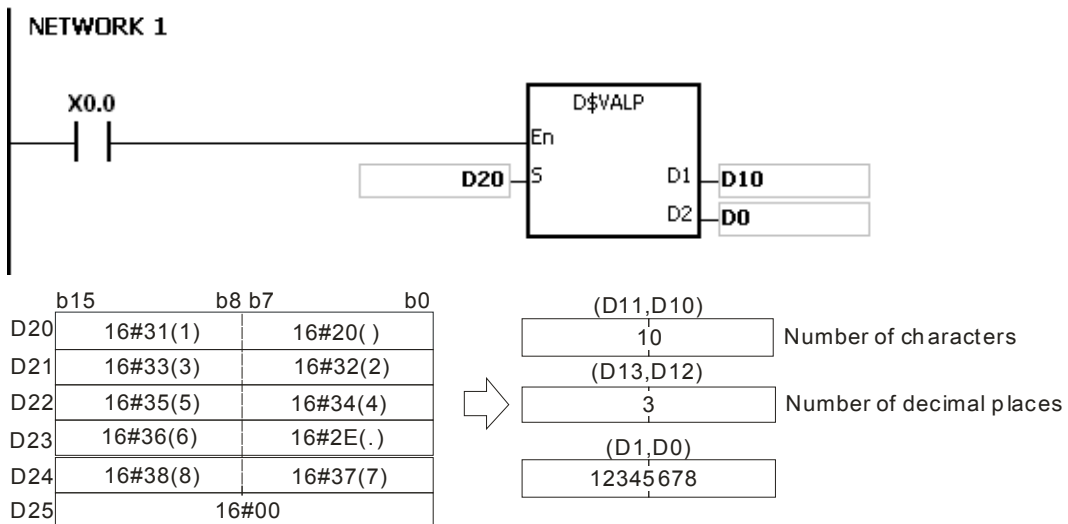 NETWORK 1
X0.0
D$VALP
En
D20 S D1 D10
D2 D0
b15 b8 b7 b0
D20 16#31(1) 16#20( )
D21 16#33(3) 16#32(2)
D22 16#35(5) 16#34(4)
D23 16#36(6) 16#2E(.)
D24 16#38(8) 16#37(7)
D25 16#00
(D11,D10)
10 Number of characters
(D13,D12)
3 Number of decimal places
(D1,D0)
12345678